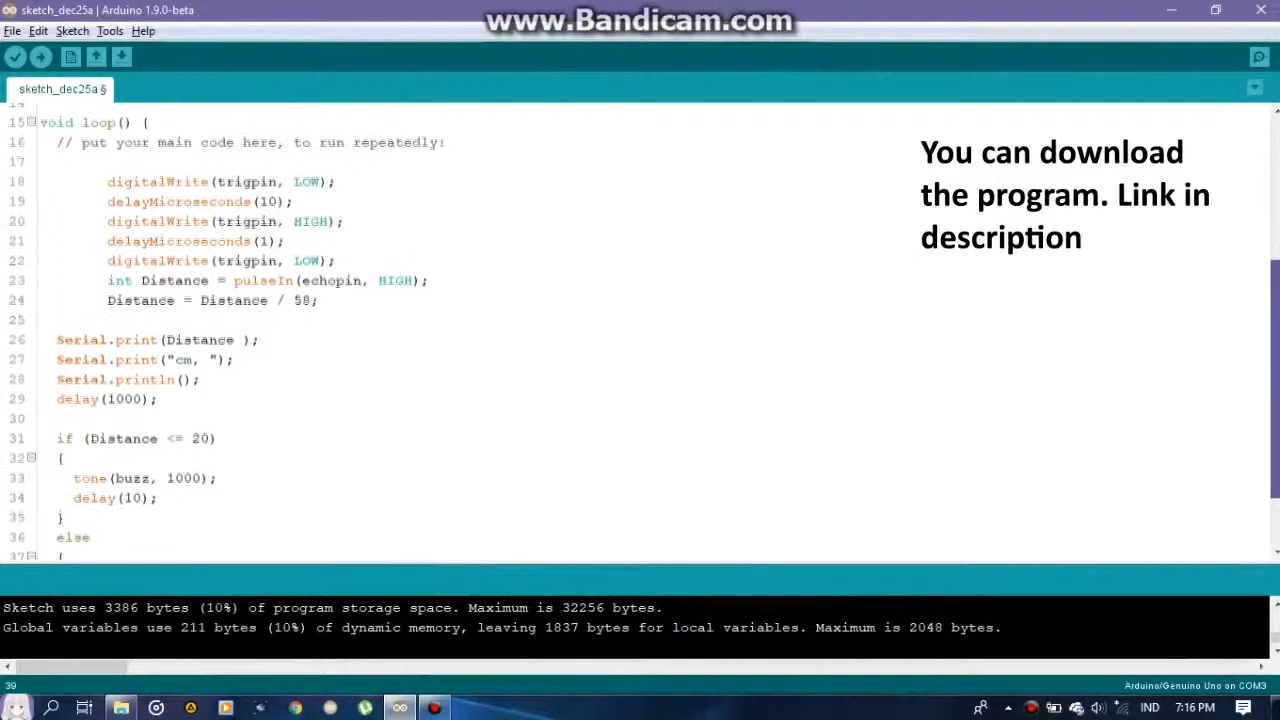 sketch_dec25a | Arduino 1.9.0-beta
www.Bandicam.com
File Edit Sketch Tools Help
sketch_dec25a §
14
15 void loop() {
16 // put your main code here, to run repeatedly:
17
18 digitalWrite(trigpin, LOW);
19 delayMicroseconds(10);
20 digitalWrite(trigpin, HIGH);
21 delayMicroseconds(1);
22 digitalWrite(trigpin, LOW);
23 int Distance = pulseIn(echopin, HIGH);
24 Distance = Distance / 58;
25
26 Serial.print(Distance );
27 Serial.print("cm, ");
28 Serial.println();
29 delay(1000);
30
31 if (Distance <= 20)
32 {
33 tone(buzz, 1000);
34 delay(10);
35 }
36 else
37 {
You can download
the program. Link in
description
Sketch uses 3386 bytes (10%) of program storage space. Maximum is 32256 bytes.
Global variables use 211 bytes (10%) of dynamic memory, leaving 1837 bytes for local variables. Maximum is 2048 bytes.
39
Arduino/Genuino Uno on COM3
IND 7:16 PM